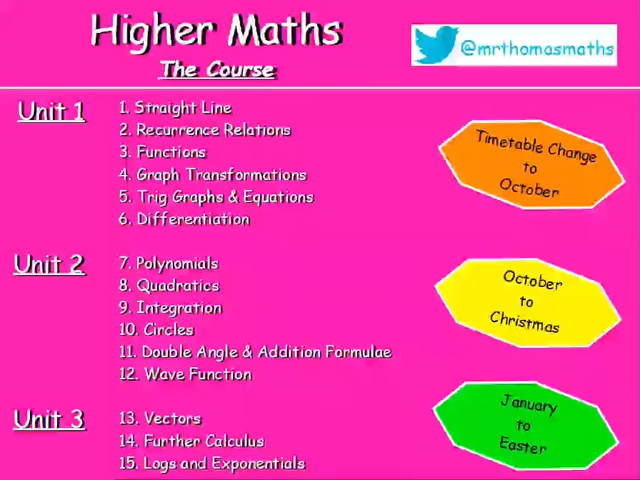 Higher Maths
The Course
@mrthomasmaths
Unit 1
1. Straight Line
2. Recurrence Relations
3. Functions
4. Graph Transformations
5. Trig Graphs & Equations
6. Differentiation
Timetable Change
to
October
Unit 2
7. Polynomials
8. Quadratics
9. Integration
10. Circles
11. Double Angle & Addition Formulae
12. Wave Function
October
to
Christmas
Unit 3
13. Vectors
14. Further Calculus
15. Logs and Exponentials
January
to
Easter